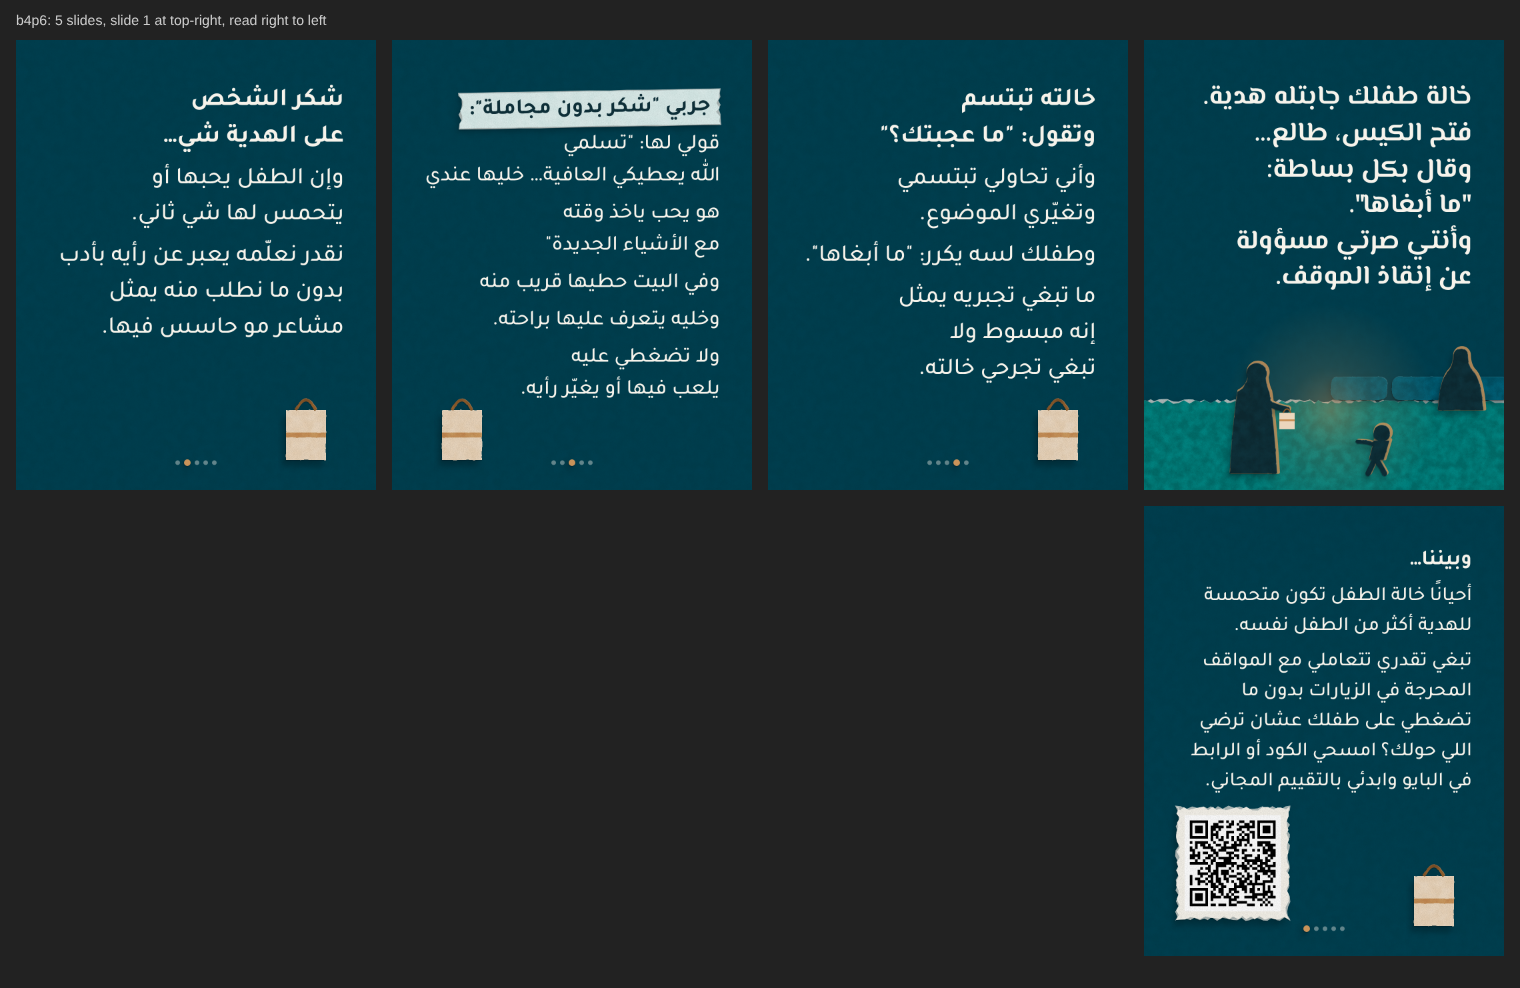 b4p6: 5 slides, slide 1 at top-right, read right to left
خالة طفلك جابتله هدية.
فتح الكيس، طالع...
وقال بكل بساطة:
"ما أبغاها".
وأنتي صرتي مسؤولة
عن إنقاذ الموقف.
خالته تبتسم
وتقول: "ما عجبتك؟"
وأني تحاولي تبتسمي
وتغيّري الموضوع.
وطفلك لسه يكرر: "ما أبغاها".
ما تبغي تجبريه يمثل
إنه مبسوط ولا
تبغي تجرحي خالته.
جربي "شكر بدون مجاملة":
قولي لها: "تسلمي
الله يعطيكي العافية... خليها عندي
هو يحب ياخذ وقته
مع الأشياء الجديدة"
وفي البيت حطيها قريب منه
وخليه يتعرف عليها براحته.
ولا تضغطي عليه
يلعب فيها أو يغيّر رأيه.
شكر الشخص
على الهدية شي...
وإن الطفل يحبها أو
يتحمس لها شي ثاني.
نقدر نعلّمه يعبر عن رأيه بأدب
بدون ما نطلب منه يمثل
مشاعر مو حاسس فيها.
وبيننا...
أحيانًا خالة الطفل تكون متحمسة
للهدية أكثر من الطفل نفسه.
تبغي تقدري تتعاملي مع المواقف
المحرجة في الزيارات بدون ما
تضغطي على طفلك عشان ترضي
اللي حولك؟ امسحي الكود أو الرابط
في البايو وابدئي بالتقييم المجاني.